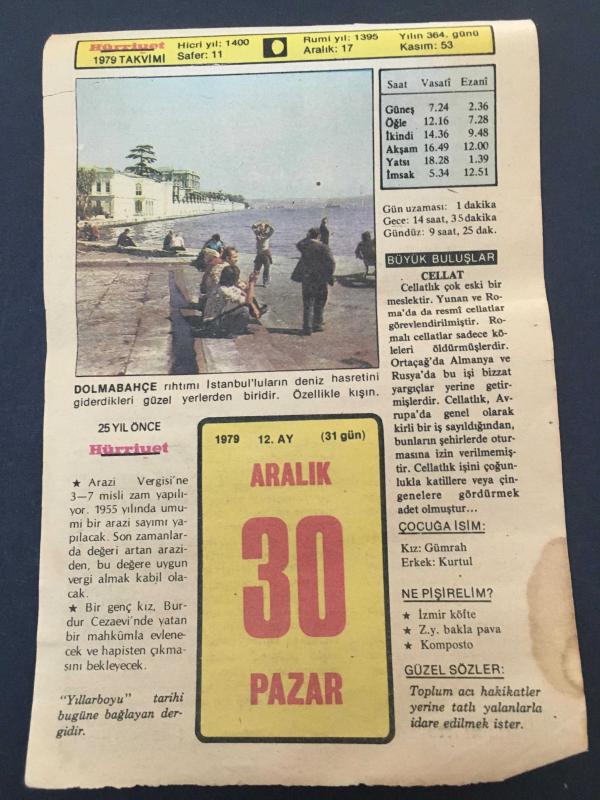 Hürriyet
1979 TAKVİMİ
Hicri yıl: 1400
Safer: 11
Rumi yıl: 1395
Aralık: 17
Yılın 364. günü
Kasım: 53
Saat Vasatî Ezanî
Güneş 7.24 2.36
Öğle 12.16 7.28
İkindi 14.36 9.48
Akşam 16.49 12.00
Yatsı 18.28 1.39
İmsak 5.34 12.51
Gün uzaması: 1 dakika
Gece: 14 saat, 35 dakika
Gündüz: 9 saat, 25 dak.
BÜYÜK BULUŞLAR
CELLAT
Cellatlık çok eski bir
meslektir. Yunan ve Ro-
ma'da da resmî cellatlar
görevlendirilmiştir. Ro-
malı cellatlar sadece kö-
leleri öldürmüşlerdir.
Ortaçağ'da Almanya ve
Rusya'da bu işi bizzat
yargıçlar yerine getir-
mişlerdir. Cellatlık, Av-
rupa'da genel olarak
kirli bir iş sayıldığından,
bunların şehirlerde otur-
masına izin verilmemiş-
tir. Cellatlık işini çoğun-
lukla katillere veya çin-
genelere gördürmek
adet olmuştur...
ÇOCUĞA İSİM:
Kız: Gümrah
Erkek: Kurtul
NE PİŞİRELİM?
★ İzmir köfte
★ Z.y. bakla pava
★ Komposto
GÜZEL SÖZLER:
Toplum acı hakikatler
yerine tatlı yalanlarla
idare edilmek ister.
DOLMABAHÇE rıhtımı İstanbul'luların deniz hasretini
giderdikleri güzel yerlerden biridir. Özellikle kışın.
25 YIL ÖNCE
Hürriyet
★ Arazi Vergisi'ne
3—7 misli zam yapılı-
yor. 1955 yılında umu-
mi bir arazi sayımı ya-
pılacak. Son zamanlar-
da değeri artan arazi-
den, bu değere uygun
vergi almak kabil ola-
cak.
★ Bir genç kız, Bur-
dur Cezaevi'nde yatan
bir mahkûmla evlene-
cek ve hapisten çıkma-
sını bekleyecek.
"Yıllarboyu" tarihi
bugüne bağlayan der-
gidir.
1979 12. AY (31 gün)
ARALIK
30
PAZAR